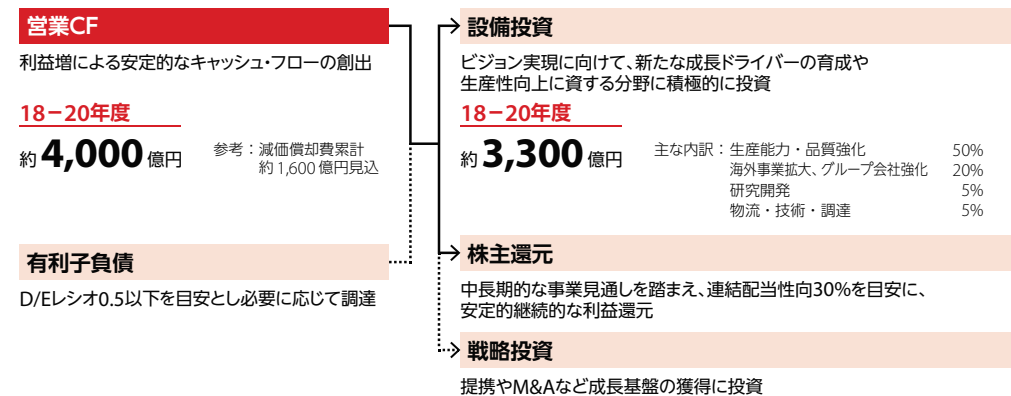 営業CF
利益増による安定的なキャッシュ・フローの創出
18－20年度
約4,000億円
参考：減価償却費累計
約1,600億円見込
有利子負債
D/Eレシオ0.5以下を目安とし必要に応じて調達
設備投資
ビジョン実現に向けて、新たな成長ドライバーの育成や
生産性向上に資する分野に積極的に投資
18－20年度
約3,300億円
主な内訳：生産能力・品質強化 50%
海外事業拡大、グループ会社強化 20%
研究開発 5%
物流・技術・調達 5%
株主還元
中長期的な事業見通しを踏まえ、連結配当性向30%を目安に、
安定的継続的な利益還元
戦略投資
提携やM&Aなど成長基盤の獲得に投資